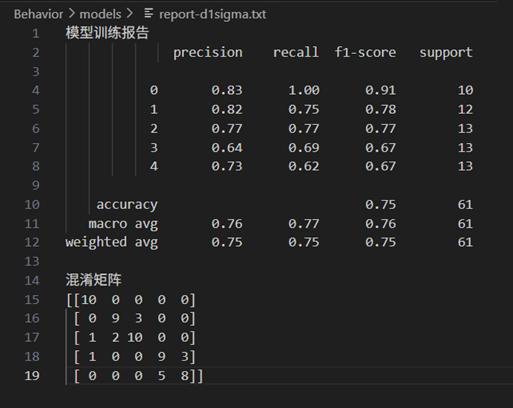 Behavior > models > report-d1sigma.txt
1 模型训练报告
2 precision recall f1-score support
3
4 0 0.83 1.00 0.91 10
5 1 0.82 0.75 0.78 12
6 2 0.77 0.77 0.77 13
7 3 0.64 0.69 0.67 13
8 4 0.73 0.62 0.67 13
9
10 accuracy 0.75 61
11 macro avg 0.76 0.77 0.76 61
12 weighted avg 0.75 0.75 0.75 61
13
14 混淆矩阵
15 [[10 0 0 0 0]
16 [ 0 9 3 0 0]
17 [ 1 2 10 0 0]
18 [ 1 0 0 9 3]
19 [ 0 0 0 5 8]]